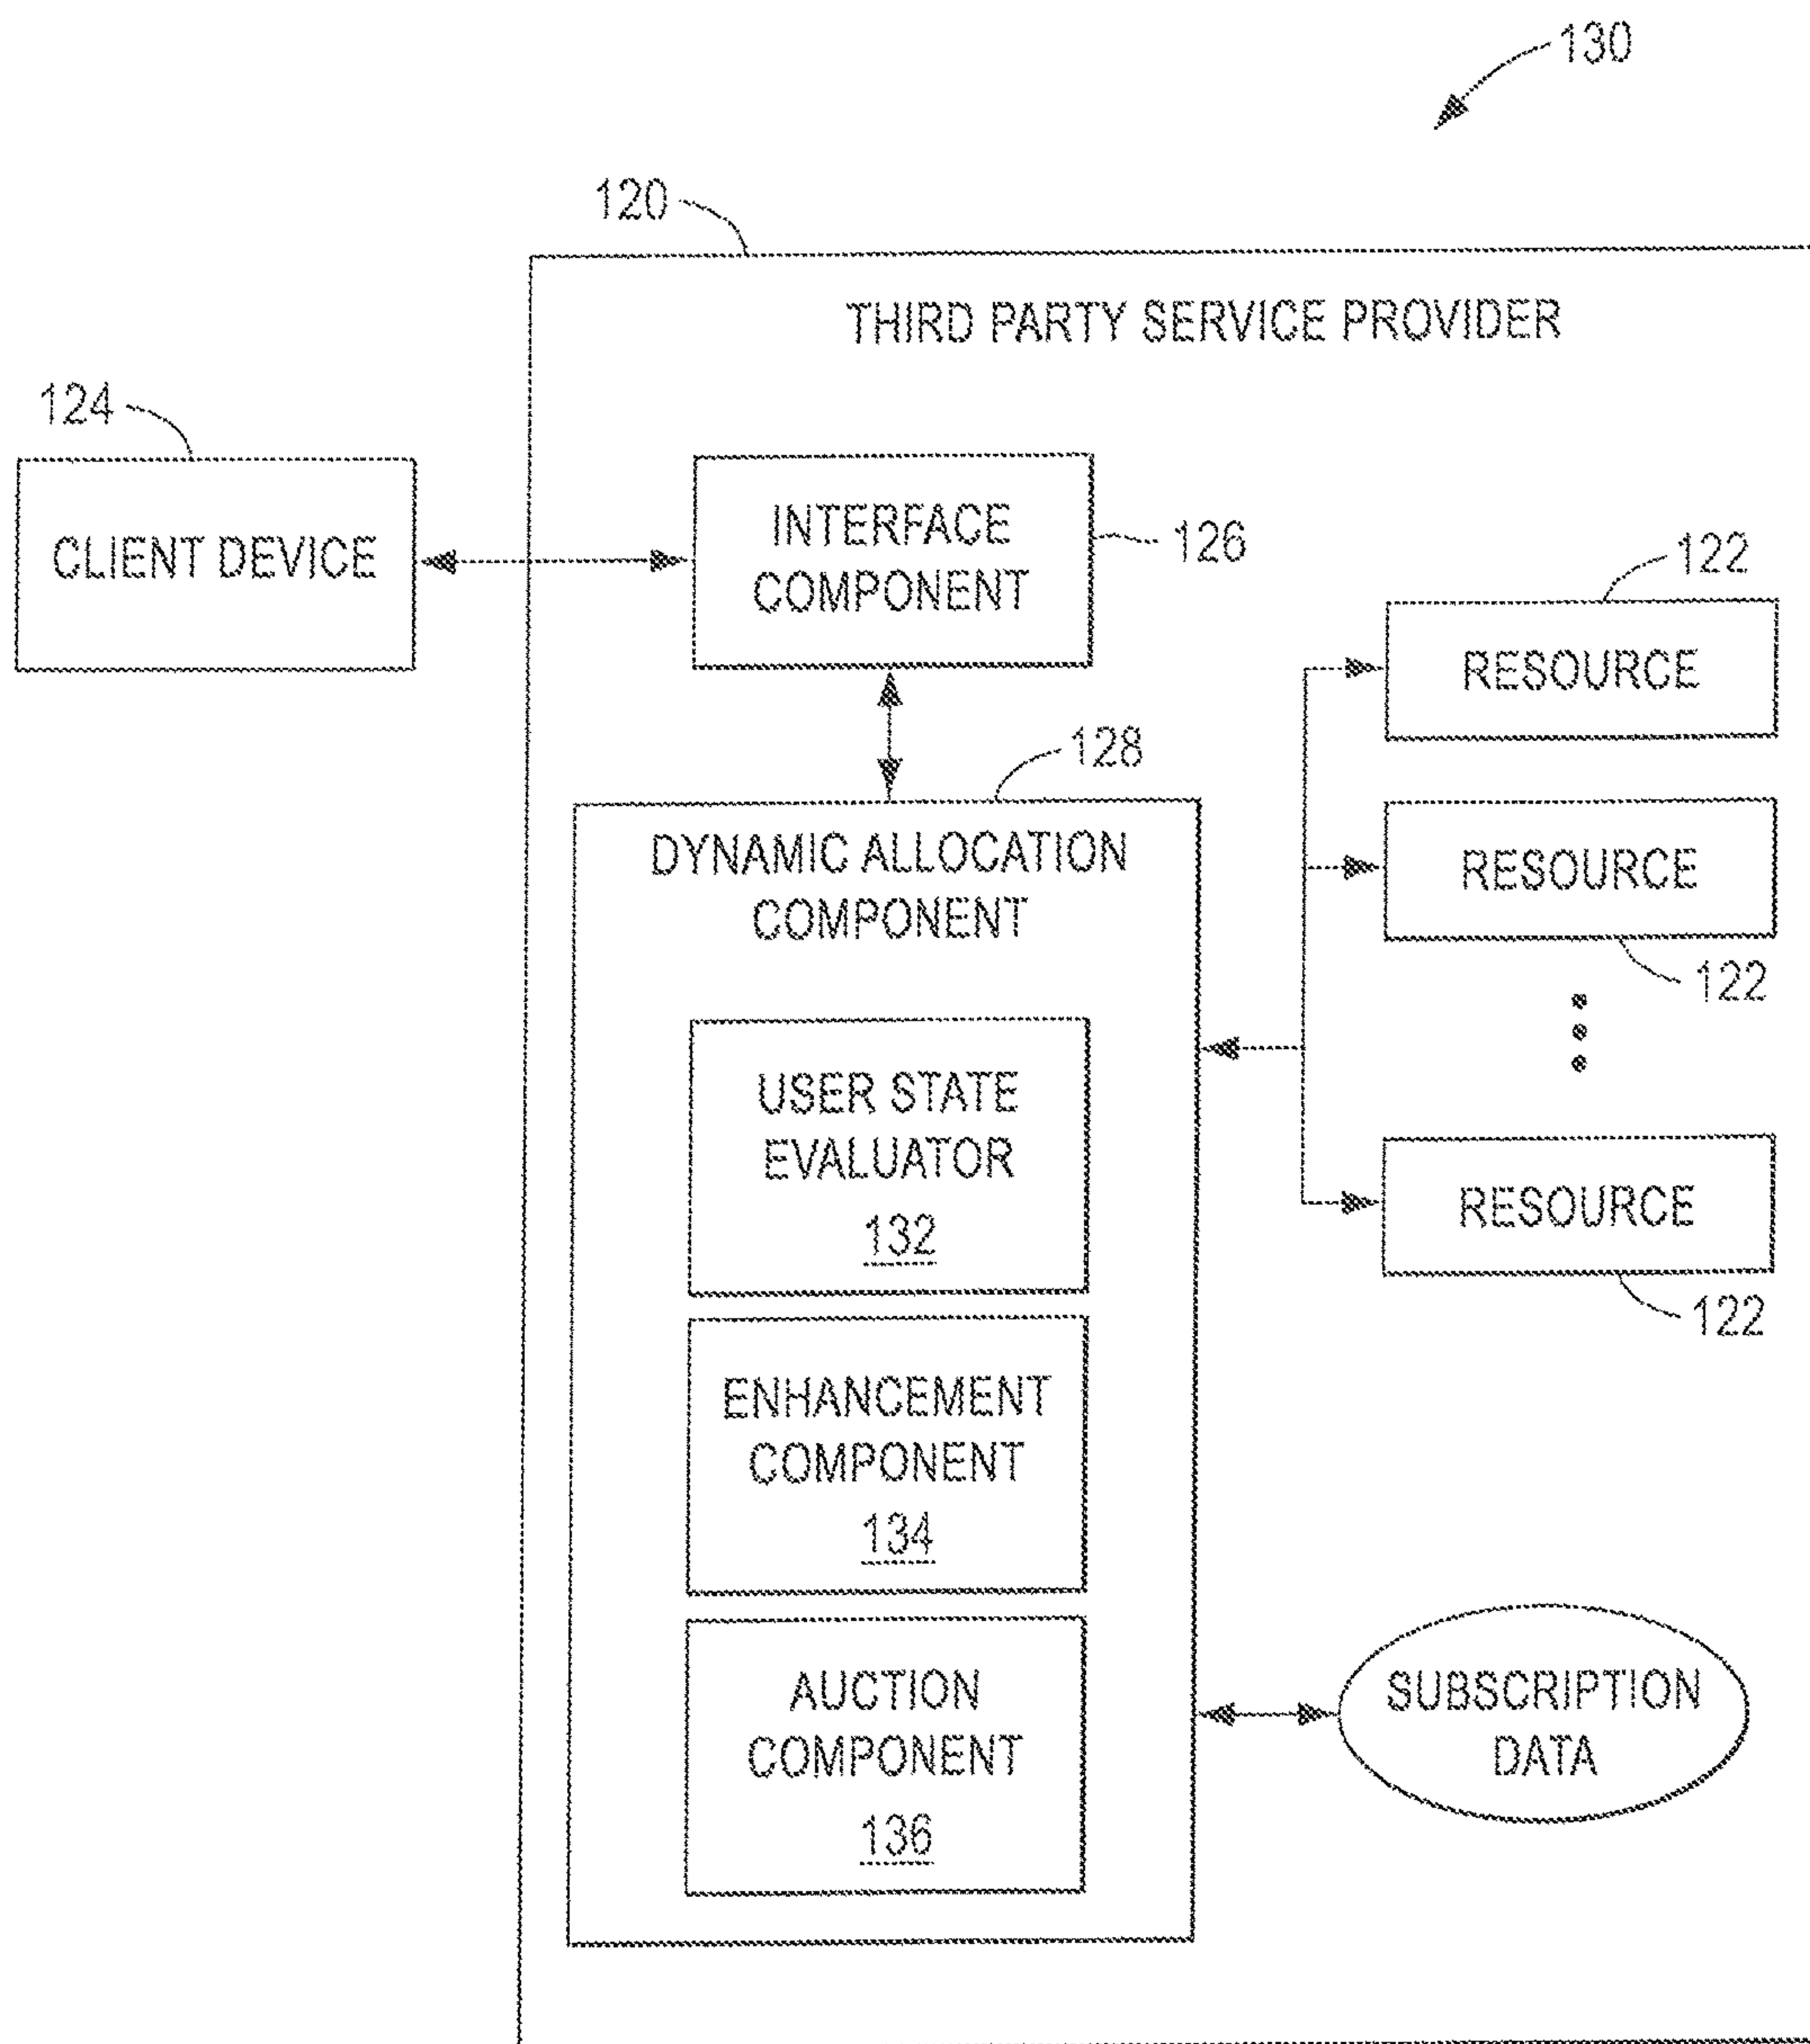 130
120
THIRD PARTY SERVICE PROVIDER
124
CLIENT DEVICE
INTERFACE
COMPONENT
126
122
RESOURCE
128
DYNAMIC ALLOCATION
COMPONENT
RESOURCE
122
USER STATE
EVALUATOR
132
RESOURCE
122
ENHANCEMENT
COMPONENT
134
AUCTION
COMPONENT
136
SUBSCRIPTION
DATA